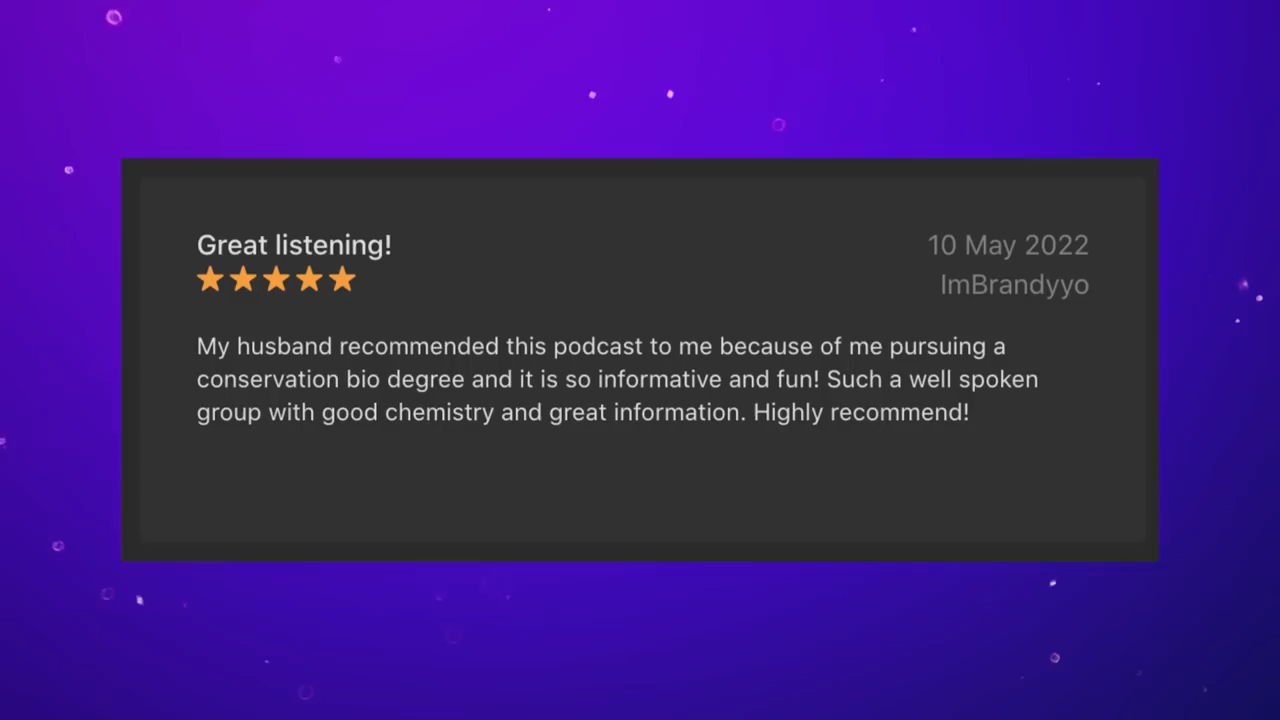 Great listening!
10 May 2022
★★★★★
ImBrandyyo
My husband recommended this podcast to me because of me pursuing a
conservation bio degree and it is so informative and fun! Such a well spoken
group with good chemistry and great information. Highly recommend!